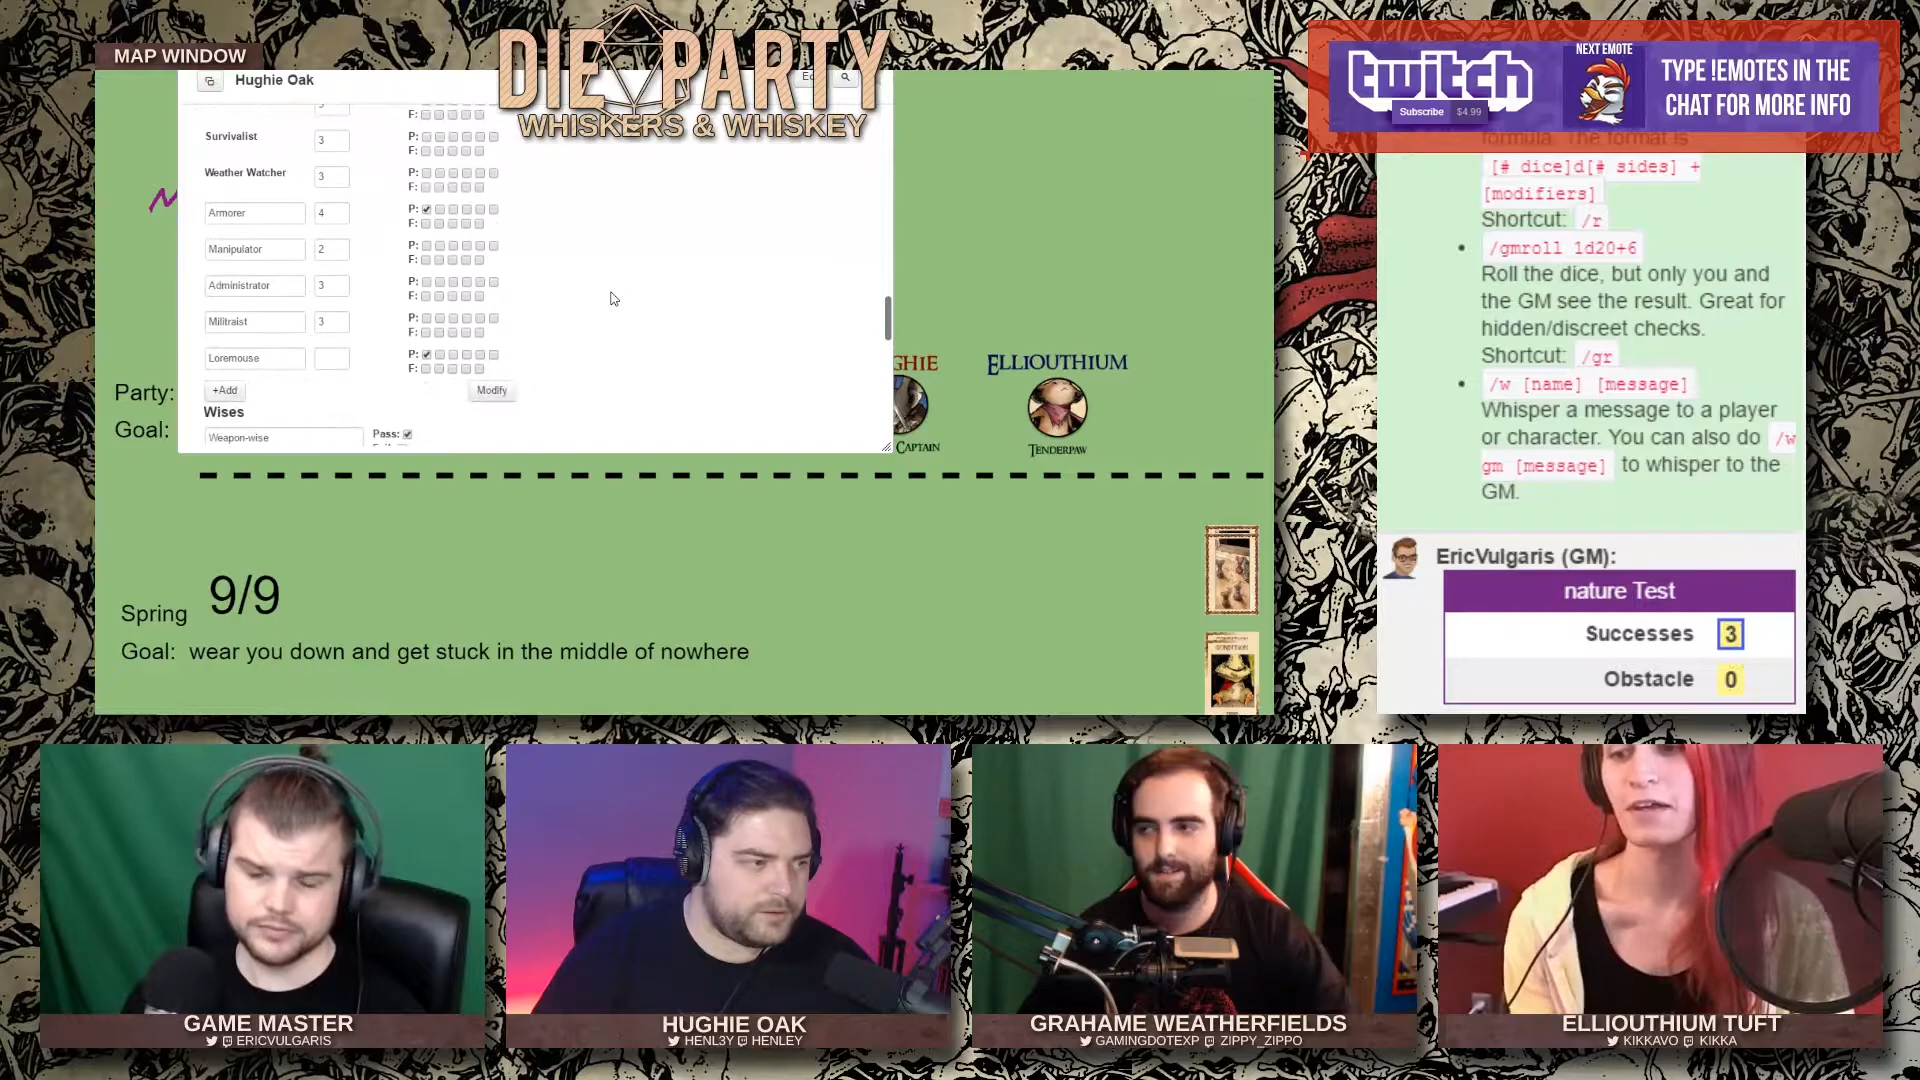 MAP WINDOW
DIE PARTY
WHISKERS & WHISKEY
twitch
Subscribe $4.99
NEXT EMOTE
TYPE !EMOTES IN THE
CHAT FOR MORE INFO
Hughie Oak
F:
Survivalist 3 P:
F:
Weather Watcher 3 P:
F:
Armorer 4 P:
F:
Manipulator 2 P:
F:
Administrator 3 P:
F:
Militraist 3 P:
F:
Loremouse P:
F:
+Add Modify
Wises
Weapon-wise Pass:
Party:
Goal:
GHIE
CAPTAIN
ELLIOUTHIUM
TENDERPAW
Spring 9/9
Goal: wear you down and get stuck in the middle of nowhere
CONDITION
formula. The format is
[# dice]d[# sides] +
[modifiers]
Shortcut: /r
• /gmroll 1d20+6
Roll the dice, but only you and
the GM see the result. Great for
hidden/discreet checks.
Shortcut: /gr
• /w [name] [message]
Whisper a message to a player
or character. You can also do /w
gm [message] to whisper to the
GM.
EricVulgaris (GM):
nature Test
Successes 3
Obstacle 0
GAME MASTER
ERICVULGARIS
HUGHIE OAK
HENL3Y HENLEY
GRAHAME WEATHERFIELDS
GAMINGDOTEXP ZIPPY_ZIPPO
ELLIOUTHIUM TUFT
KIKKAVO KIKKA